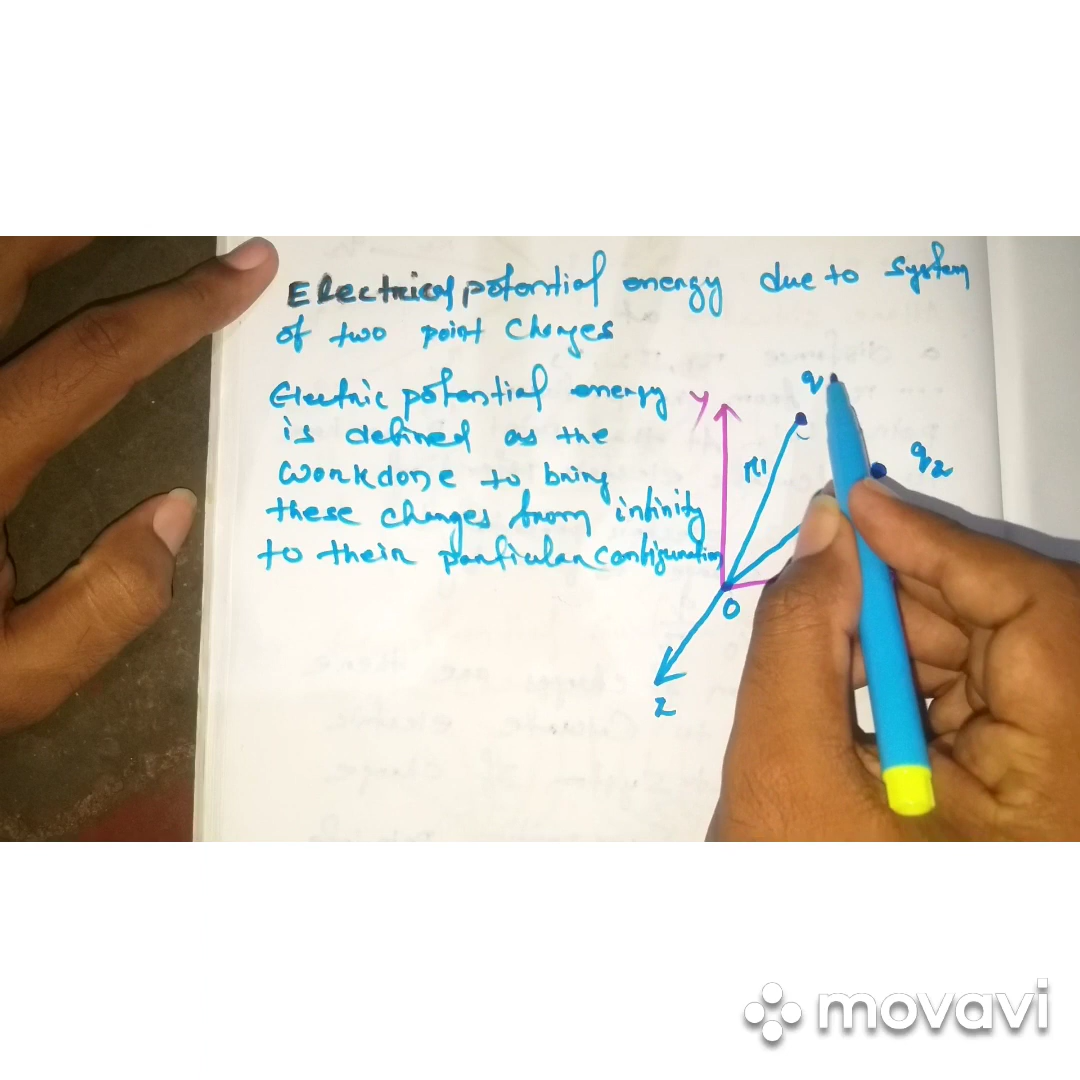 Electrical potential energy due to system
of two point charges
Electric potential energy
is defined as the
workdone to bring
these charges from infinity
to their particular configuration
Y
q
r1
q2
O
Z
movavi